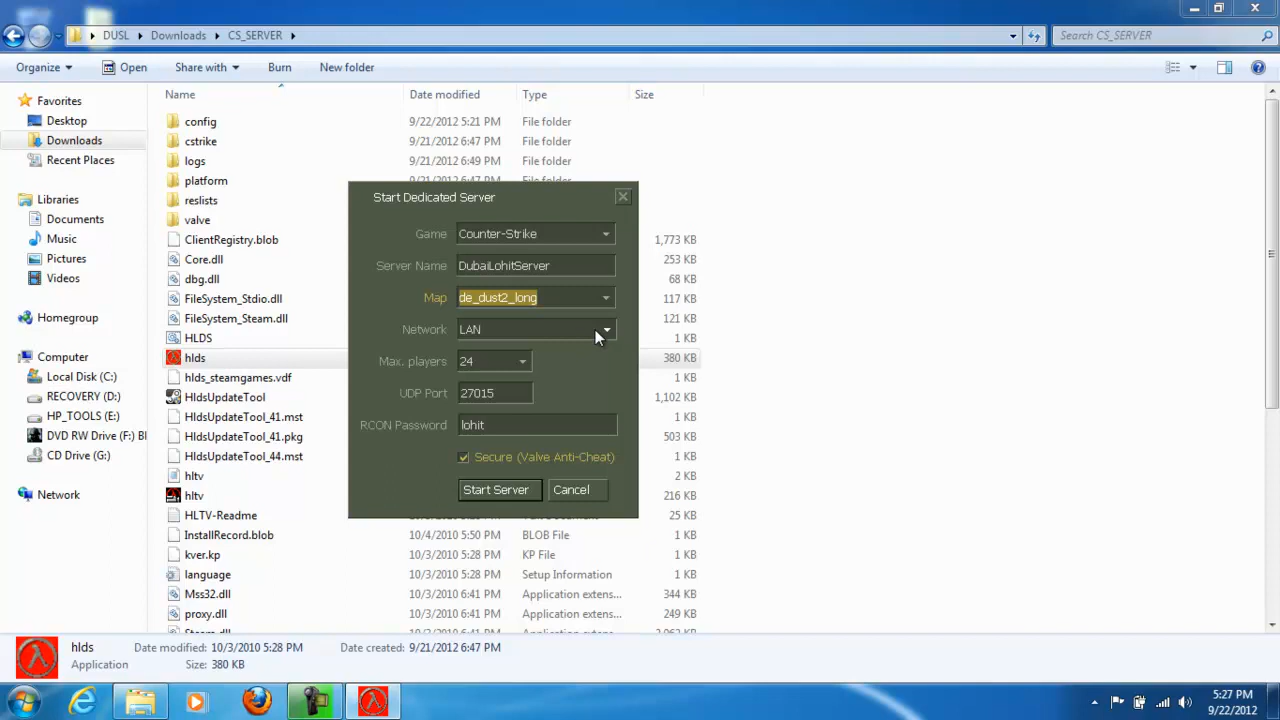 DUSL Downloads CS_SERVER
Search CS_SERVER
Organize Open Share with Burn New folder
Name Date modified Type Size
Favorites
Desktop
Downloads
Recent Places
Libraries
Documents
Music
Pictures
Videos
Homegroup
Computer
Local Disk (C:)
RECOVERY (D:)
HP_TOOLS (E:)
DVD RW Drive (F:) Bl
CD Drive (G:)
Network
config 9/22/2012 5:21 PM File folder
cstrike 9/21/2012 6:47 PM File folder
logs 9/21/2012 6:49 PM File folder
platform 9/21/2012 6:47 PM File folder
reslists
valve
ClientRegistry.blob 1,773 KB
Core.dll 253 KB
dbg.dll 68 KB
FileSystem_Stdio.dll 117 KB
FileSystem_Steam.dll 121 KB
HLDS 1 KB
hlds 380 KB
hlds_steamgames.vdf 1 KB
HldsUpdateTool 1,102 KB
HldsUpdateTool_41.mst 1 KB
HldsUpdateTool_41.pkg 503 KB
HldsUpdateTool_44.mst 1 KB
hltv 2 KB
hltv 216 KB
HLTV-Readme 25 KB
InstallRecord.blob 10/4/2010 5:50 PM BLOB File 1 KB
kver.kp 10/3/2010 5:28 PM KP File 1 KB
language 10/3/2010 5:28 PM Setup Information 1 KB
Mss32.dll 10/3/2010 6:41 PM Application extens... 344 KB
proxy.dll 10/3/2010 6:41 PM Application extens... 249 KB
Start Dedicated Server
Game Counter-Strike
Server Name DubaiLohitServer
Map de_dust2_long
Network LAN
Max. players 24
UDP Port 27015
RCON Password lohit
Secure (Valve Anti-Cheat)
Start Server Cancel
hlds Date modified: 10/3/2010 5:28 PM Date created: 9/21/2012 6:47 PM
Application Size: 380 KB
5:27 PM
9/22/2012